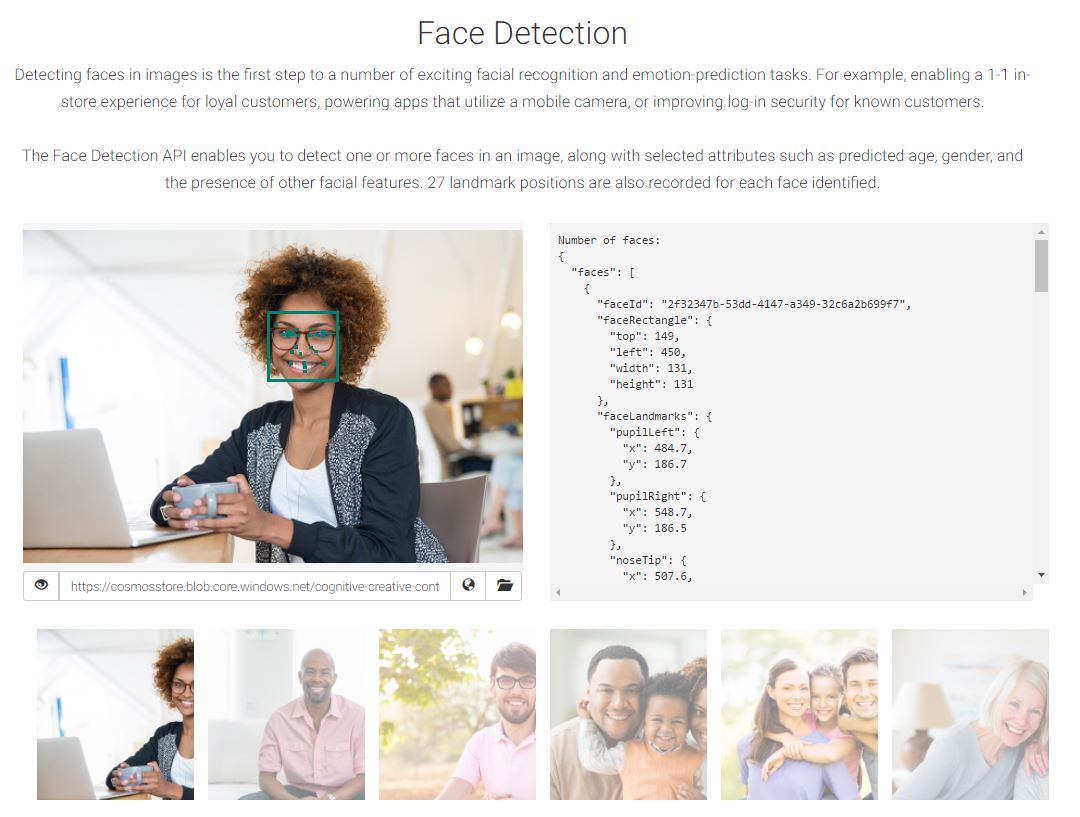 Face Detection
Detecting faces in images is the first step to a number of exciting facial recognition and emotion-prediction tasks. For example, enabling a 1-1 in-
store experience for loyal customers, powering apps that utilize a mobile camera, or improving log-in security for known customers.
The Face Detection API enables you to detect one or more faces in an image, along with selected attributes such as predicted age, gender, and
the presence of other facial features. 27 landmark positions are also recorded for each face identified.
Number of faces:
{
"faces": [
{
"faceId": "2f32347b-53dd-4147-a349-32c6a2b699f7",
"faceRectangle": {
"top": 149,
"left": 450,
"width": 131,
"height": 131
},
"faceLandmarks": {
"pupilLeft": {
"x": 484.7,
"y": 186.7
},
"pupilRight": {
"x": 548.7,
"y": 186.5
},
"noseTip": {
"x": 507.6,
https://cosmosstore.blob.core.windows.net/cognitive-creative-cont